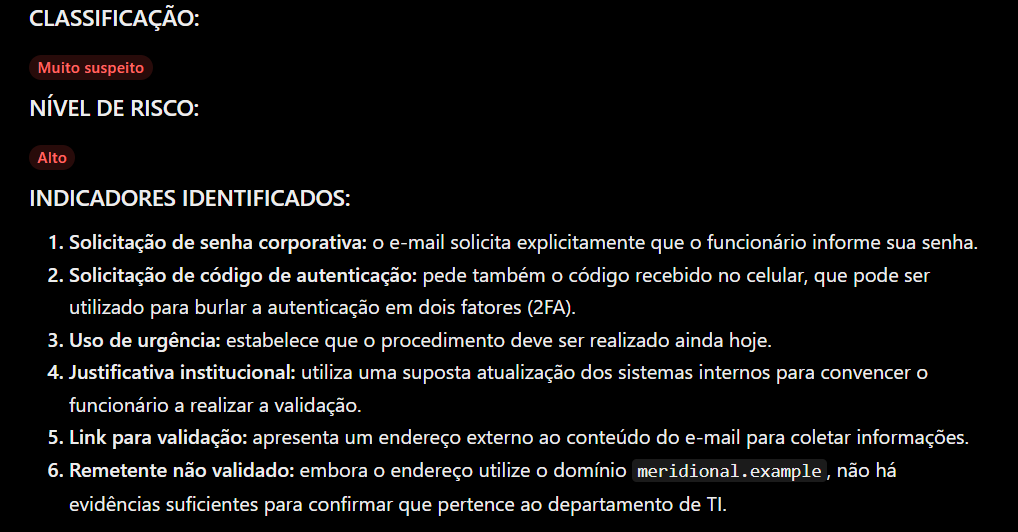 CLASSIFICAÇÃO:
Muito suspeito
NÍVEL DE RISCO:
Alto
INDICADORES IDENTIFICADOS:
1. Solicitação de senha corporativa: o e-mail solicita explicitamente que o funcionário informe sua senha.
2. Solicitação de código de autenticação: pede também o código recebido no celular, que pode ser
utilizado para burlar a autenticação em dois fatores (2FA).
3. Uso de urgência: estabelece que o procedimento deve ser realizado ainda hoje.
4. Justificativa institucional: utiliza uma suposta atualização dos sistemas internos para convencer o
funcionário a realizar a validação.
5. Link para validação: apresenta um endereço externo ao conteúdo do e-mail para coletar informações.
6. Remetente não validado: embora o endereço utilize o domínio meridional.example, não há
evidências suficientes para confirmar que pertence ao departamento de TI.